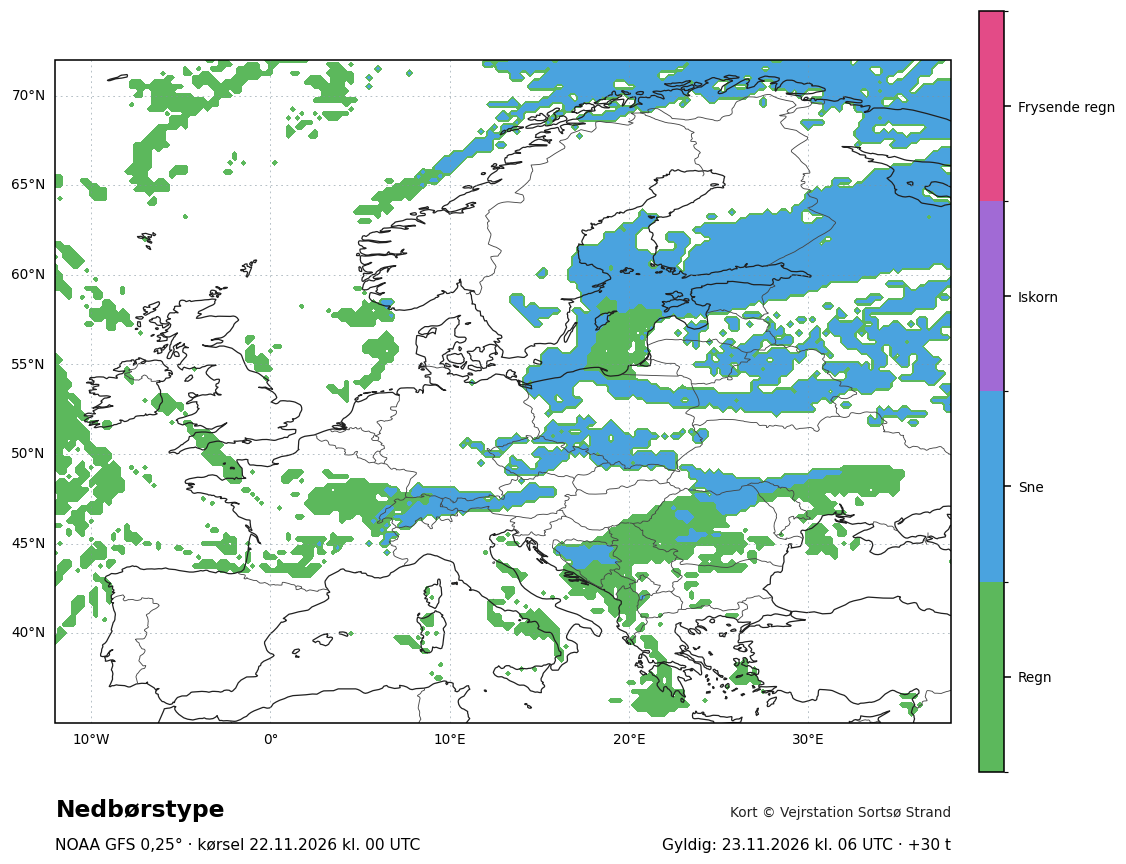 Frysende regn
Iskorn
Sne
Regn
70°N
65°N
60°N
55°N
50°N
45°N
40°N
10°W
0°
10°E
20°E
30°E
Nedbørstype
Kort © Vejrstation Sortsø Strand
NOAA GFS 0,25° · kørsel 22.11.2026 kl. 00 UTC
Gyldig: 23.11.2026 kl. 06 UTC · +30 t